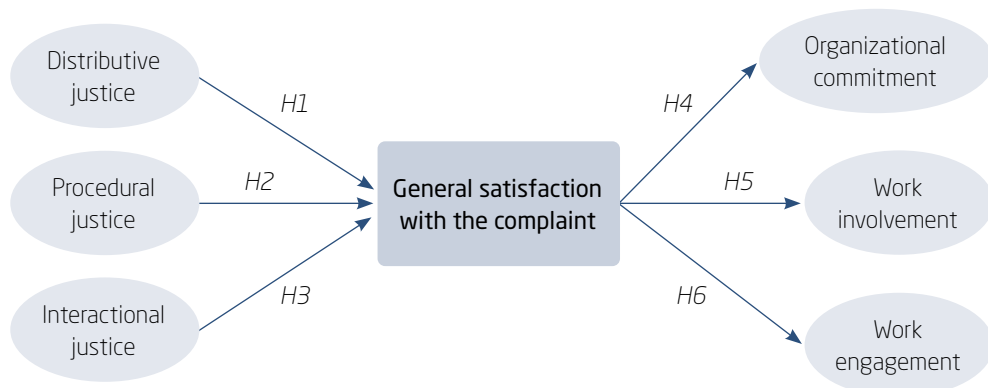 Distributive
justice
H1
Procedural
justice
H2
Interactional
justice
H3
General satisfaction
with the complaint
H4
Organizational
commitment
H5
Work
involvement
H6
Work
engagement